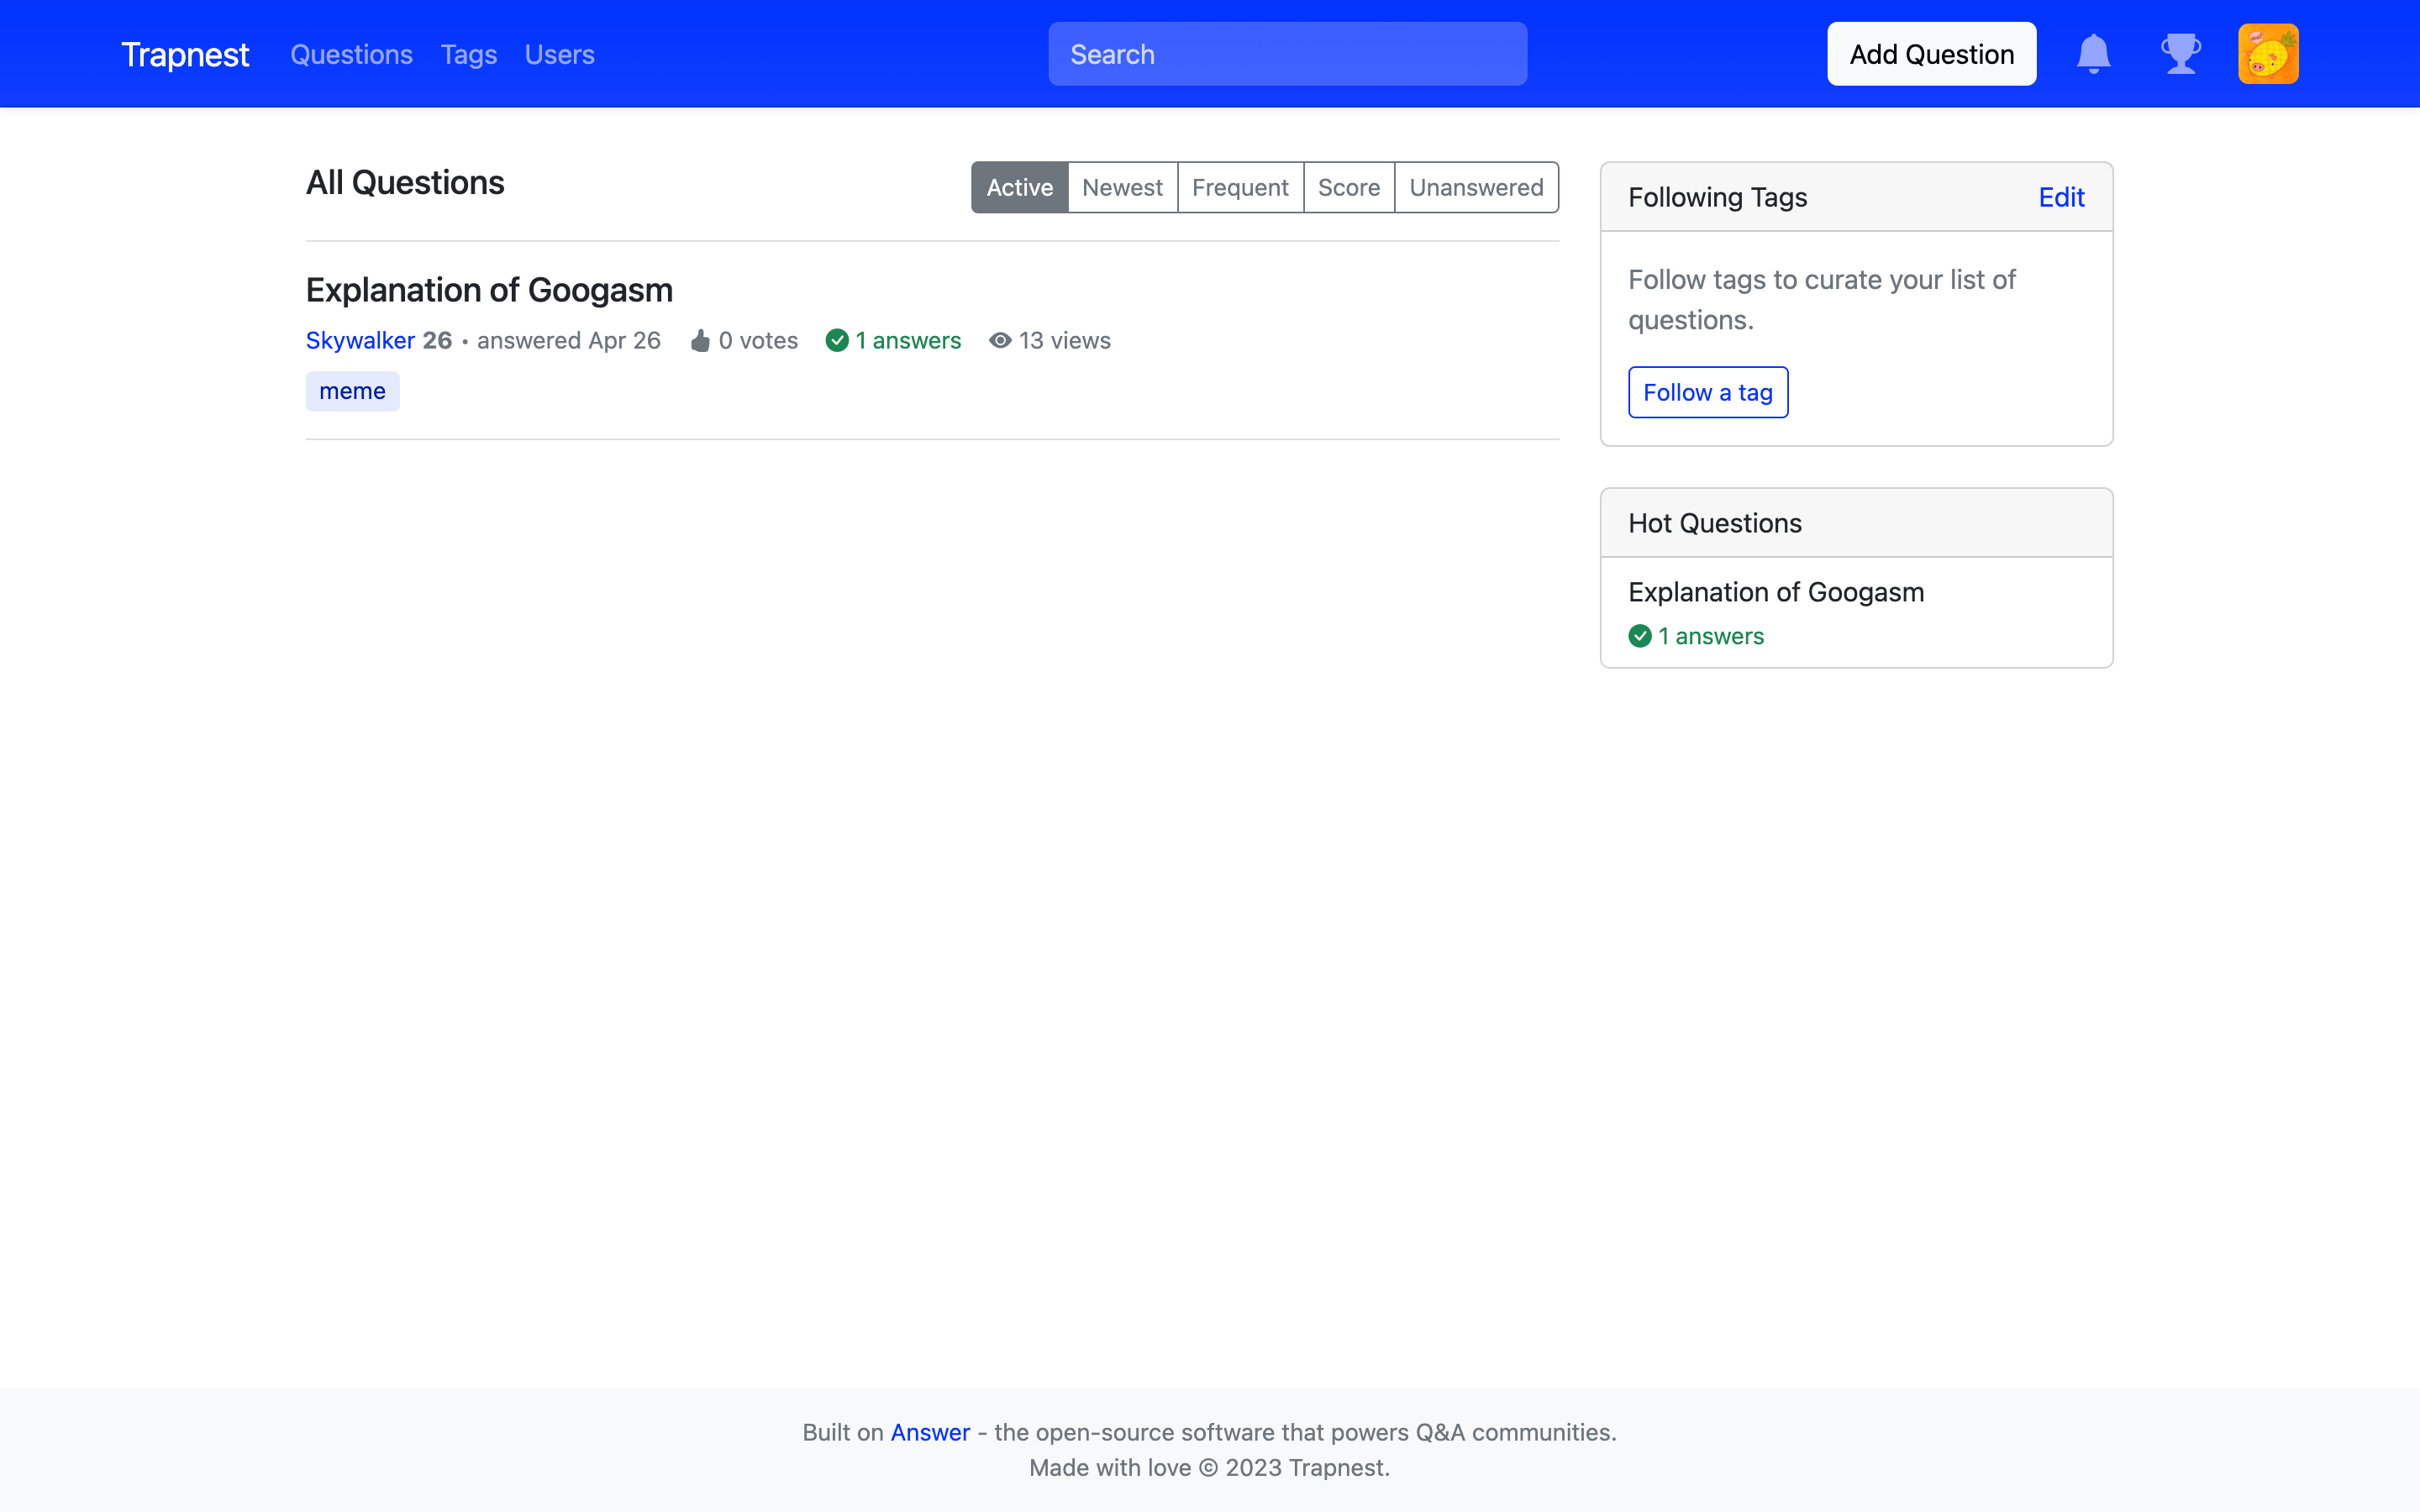 Trapnest Questions Tags Users Search Add Question
All Questions
Active Newest Frequent Score Unanswered
Explanation of Googasm
Skywalker 26 • answered Apr 26 0 votes 1 answers 13 views
meme
Following Tags Edit
Follow tags to curate your list of
questions.
Follow a tag
Hot Questions
Explanation of Googasm
1 answers
Built on Answer - the open-source software that powers Q&A communities.
Made with love © 2023 Trapnest.